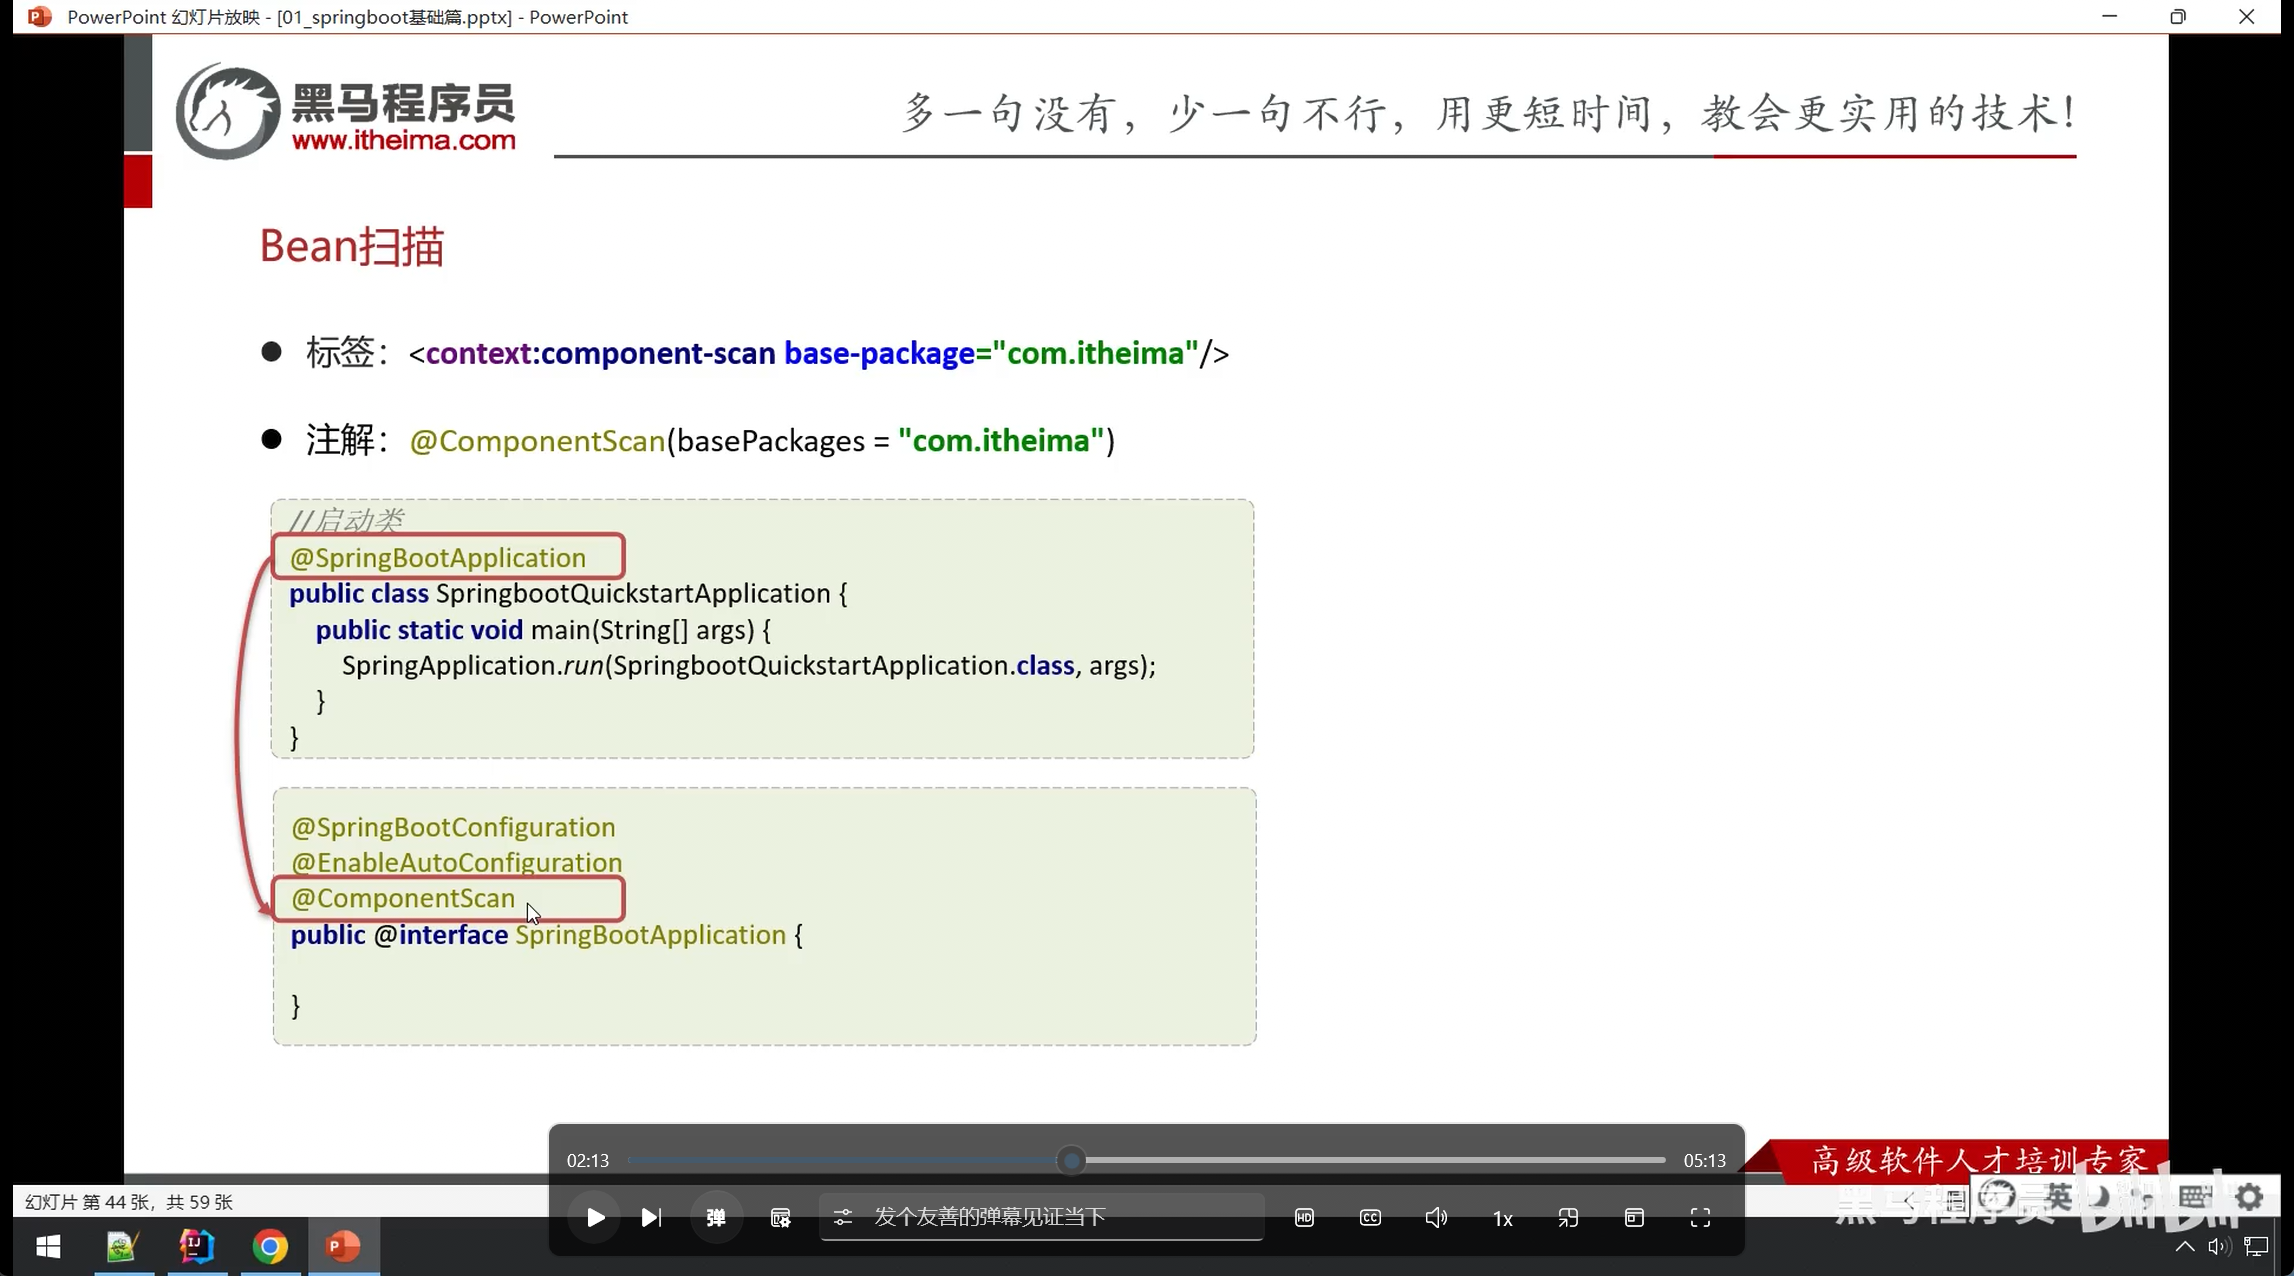 PowerPoint 幻灯片放映 - [01_springboot基础篇.pptx] - PowerPoint
黑马程序员
www.itheima.com
多一句没有，少一句不行，用更短时间，教会更实用的技术！
Bean扫描
● 标签：<context:component-scan base-package="com.itheima"/>
● 注解：@ComponentScan(basePackages = "com.itheima")
//启动类
@SpringBootApplication
public class SpringbootQuickstartApplication {
public static void main(String[] args) {
SpringApplication.run(SpringbootQuickstartApplication.class, args);
}
}
@SpringBootConfiguration
@EnableAutoConfiguration
@ComponentScan
public @interface SpringBootApplication {
}
高级软件人才培训专家
02:13
05:13
幻灯片 第 44 张，共 59 张
弹
发个友善的弹幕见证当下
HD
CC
1x
黑马程序员
英
bilibili